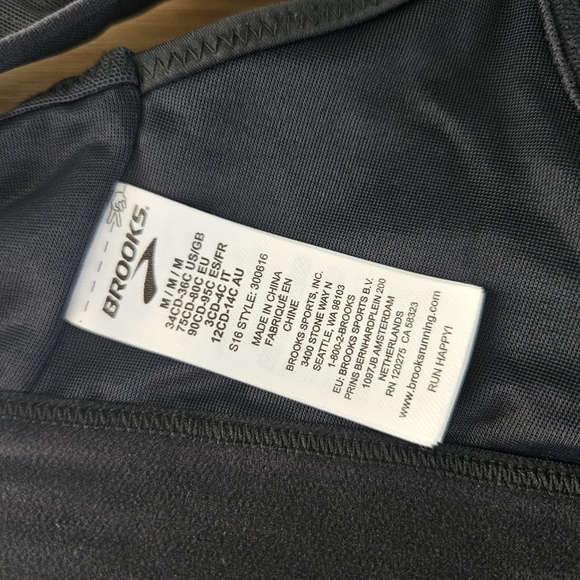 BROOKS
M / M / M
34CD-36C US/GB
75CD-80C EU
90CD-95C ES/FR
3CD-4C IT
12CD-14C AU
S16 STYLE: 300616
MADE IN CHINA
FABRIQUÉ EN
CHINE
BROOKS SPORTS, INC.
3400 STONE WAY N
SEATTLE, WA 98103
1-800-2-BROOKS
EU: BROOKS SPORTS B.V.
PRINS BERNHARDPLEIN 200
1097JB AMSTERDAM
NETHERLANDS
RN 120275 CA 58323
www.brooksrunning.com
RUN HAPPY!